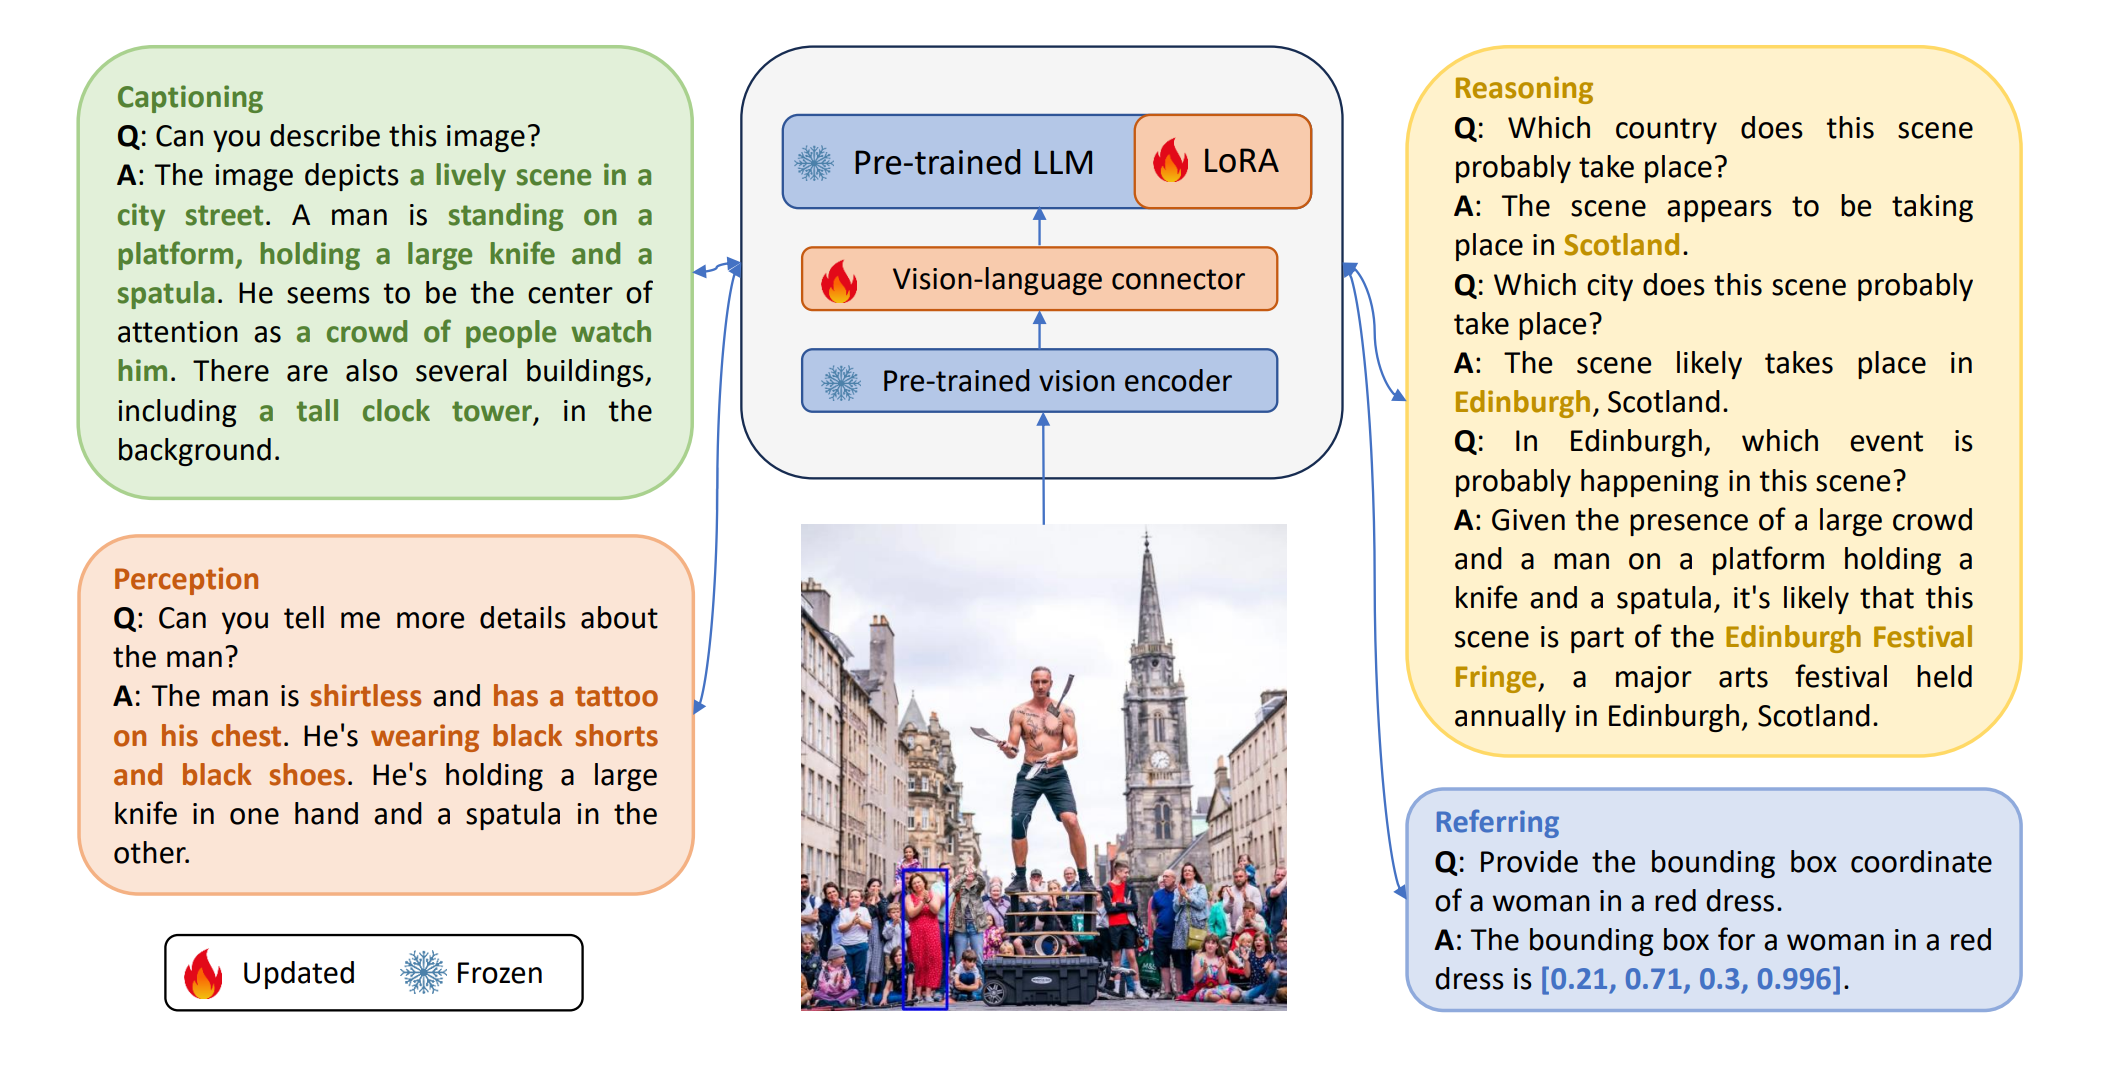 Captioning
Q: Can you describe this image?
A: The image depicts a lively scene in a
city street. A man is standing on a
platform, holding a large knife and a
spatula. He seems to be the center of
attention as a crowd of people watch
him. There are also several buildings,
including a tall clock tower, in the
background.
Perception
Q: Can you tell me more details about
the man?
A: The man is shirtless and has a tattoo
on his chest. He's wearing black shorts
and black shoes. He's holding a large
knife in one hand and a spatula in the
other.
Updated Frozen
Pre-trained LLM LoRA
Vision-language connector
Pre-trained vision encoder
Reasoning
Q: Which country does this scene
probably take place?
A: The scene appears to be taking
place in Scotland.
Q: Which city does this scene probably
take place?
A: The scene likely takes place in
Edinburgh, Scotland.
Q: In Edinburgh, which event is
probably happening in this scene?
A: Given the presence of a large crowd
and a man on a platform holding a
knife and a spatula, it's likely that this
scene is part of the Edinburgh Festival
Fringe, a major arts festival held
annually in Edinburgh, Scotland.
Referring
Q: Provide the bounding box coordinate
of a woman in a red dress.
A: The bounding box for a woman in a red
dress is [0.21, 0.71, 0.3, 0.996].